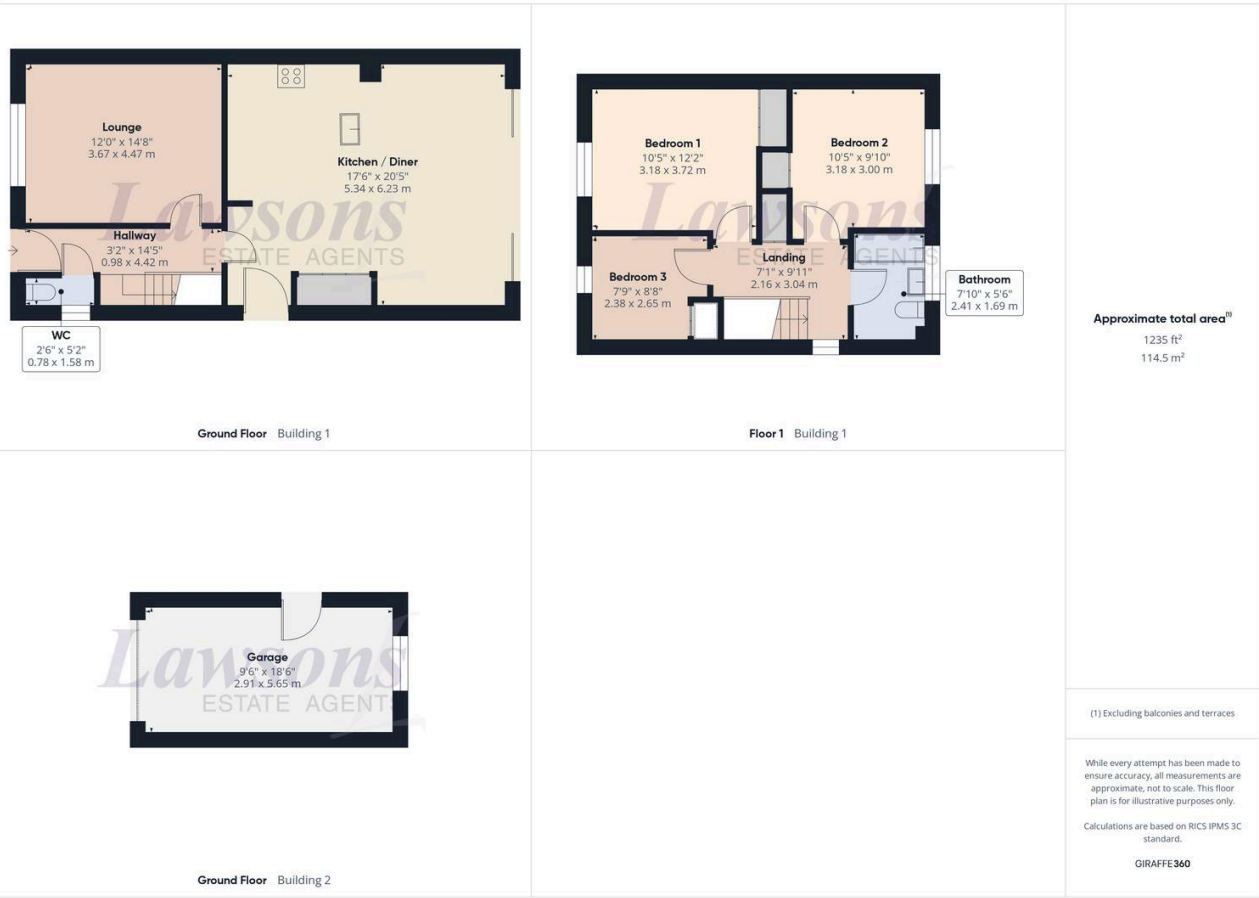 Lounge
12'0" x 14'8"
3.67 x 4.47 m
Kitchen / Diner
17'6" x 20'5"
5.34 x 6.23 m
Lawsons
ESTATE AGENTS
Hallway
3'2" x 14'5"
0.98 x 4.42 m
WC
2'6" x 5'2"
0.78 x 1.58 m
Ground Floor Building 1
Bedroom 1
10'5" x 12'2"
3.18 x 3.72 m
Bedroom 2
10'5" x 9'10"
3.18 x 3.00 m
Lawsons
ESTATE AGENTS
Landing
7'1" x 9'11"
2.16 x 3.04 m
Bedroom 3
7'9" x 8'8"
2.38 x 2.65 m
Bathroom
7'10" x 5'6"
2.41 x 1.69 m
Floor 1 Building 1
Approximate total area(1)
1235 ft²
114.5 m²
Garage
9'6" x 18'6"
2.91 x 5.65 m
Lawsons
ESTATE AGENTS
Ground Floor Building 2
(1) Excluding balconies and terraces
While every attempt has been made to
ensure accuracy, all measurements are
approximate, not to scale. This floor
plan is for illustrative purposes only.
Calculations are based on RICS IPMS 3C
standard.
GIRAFFE360